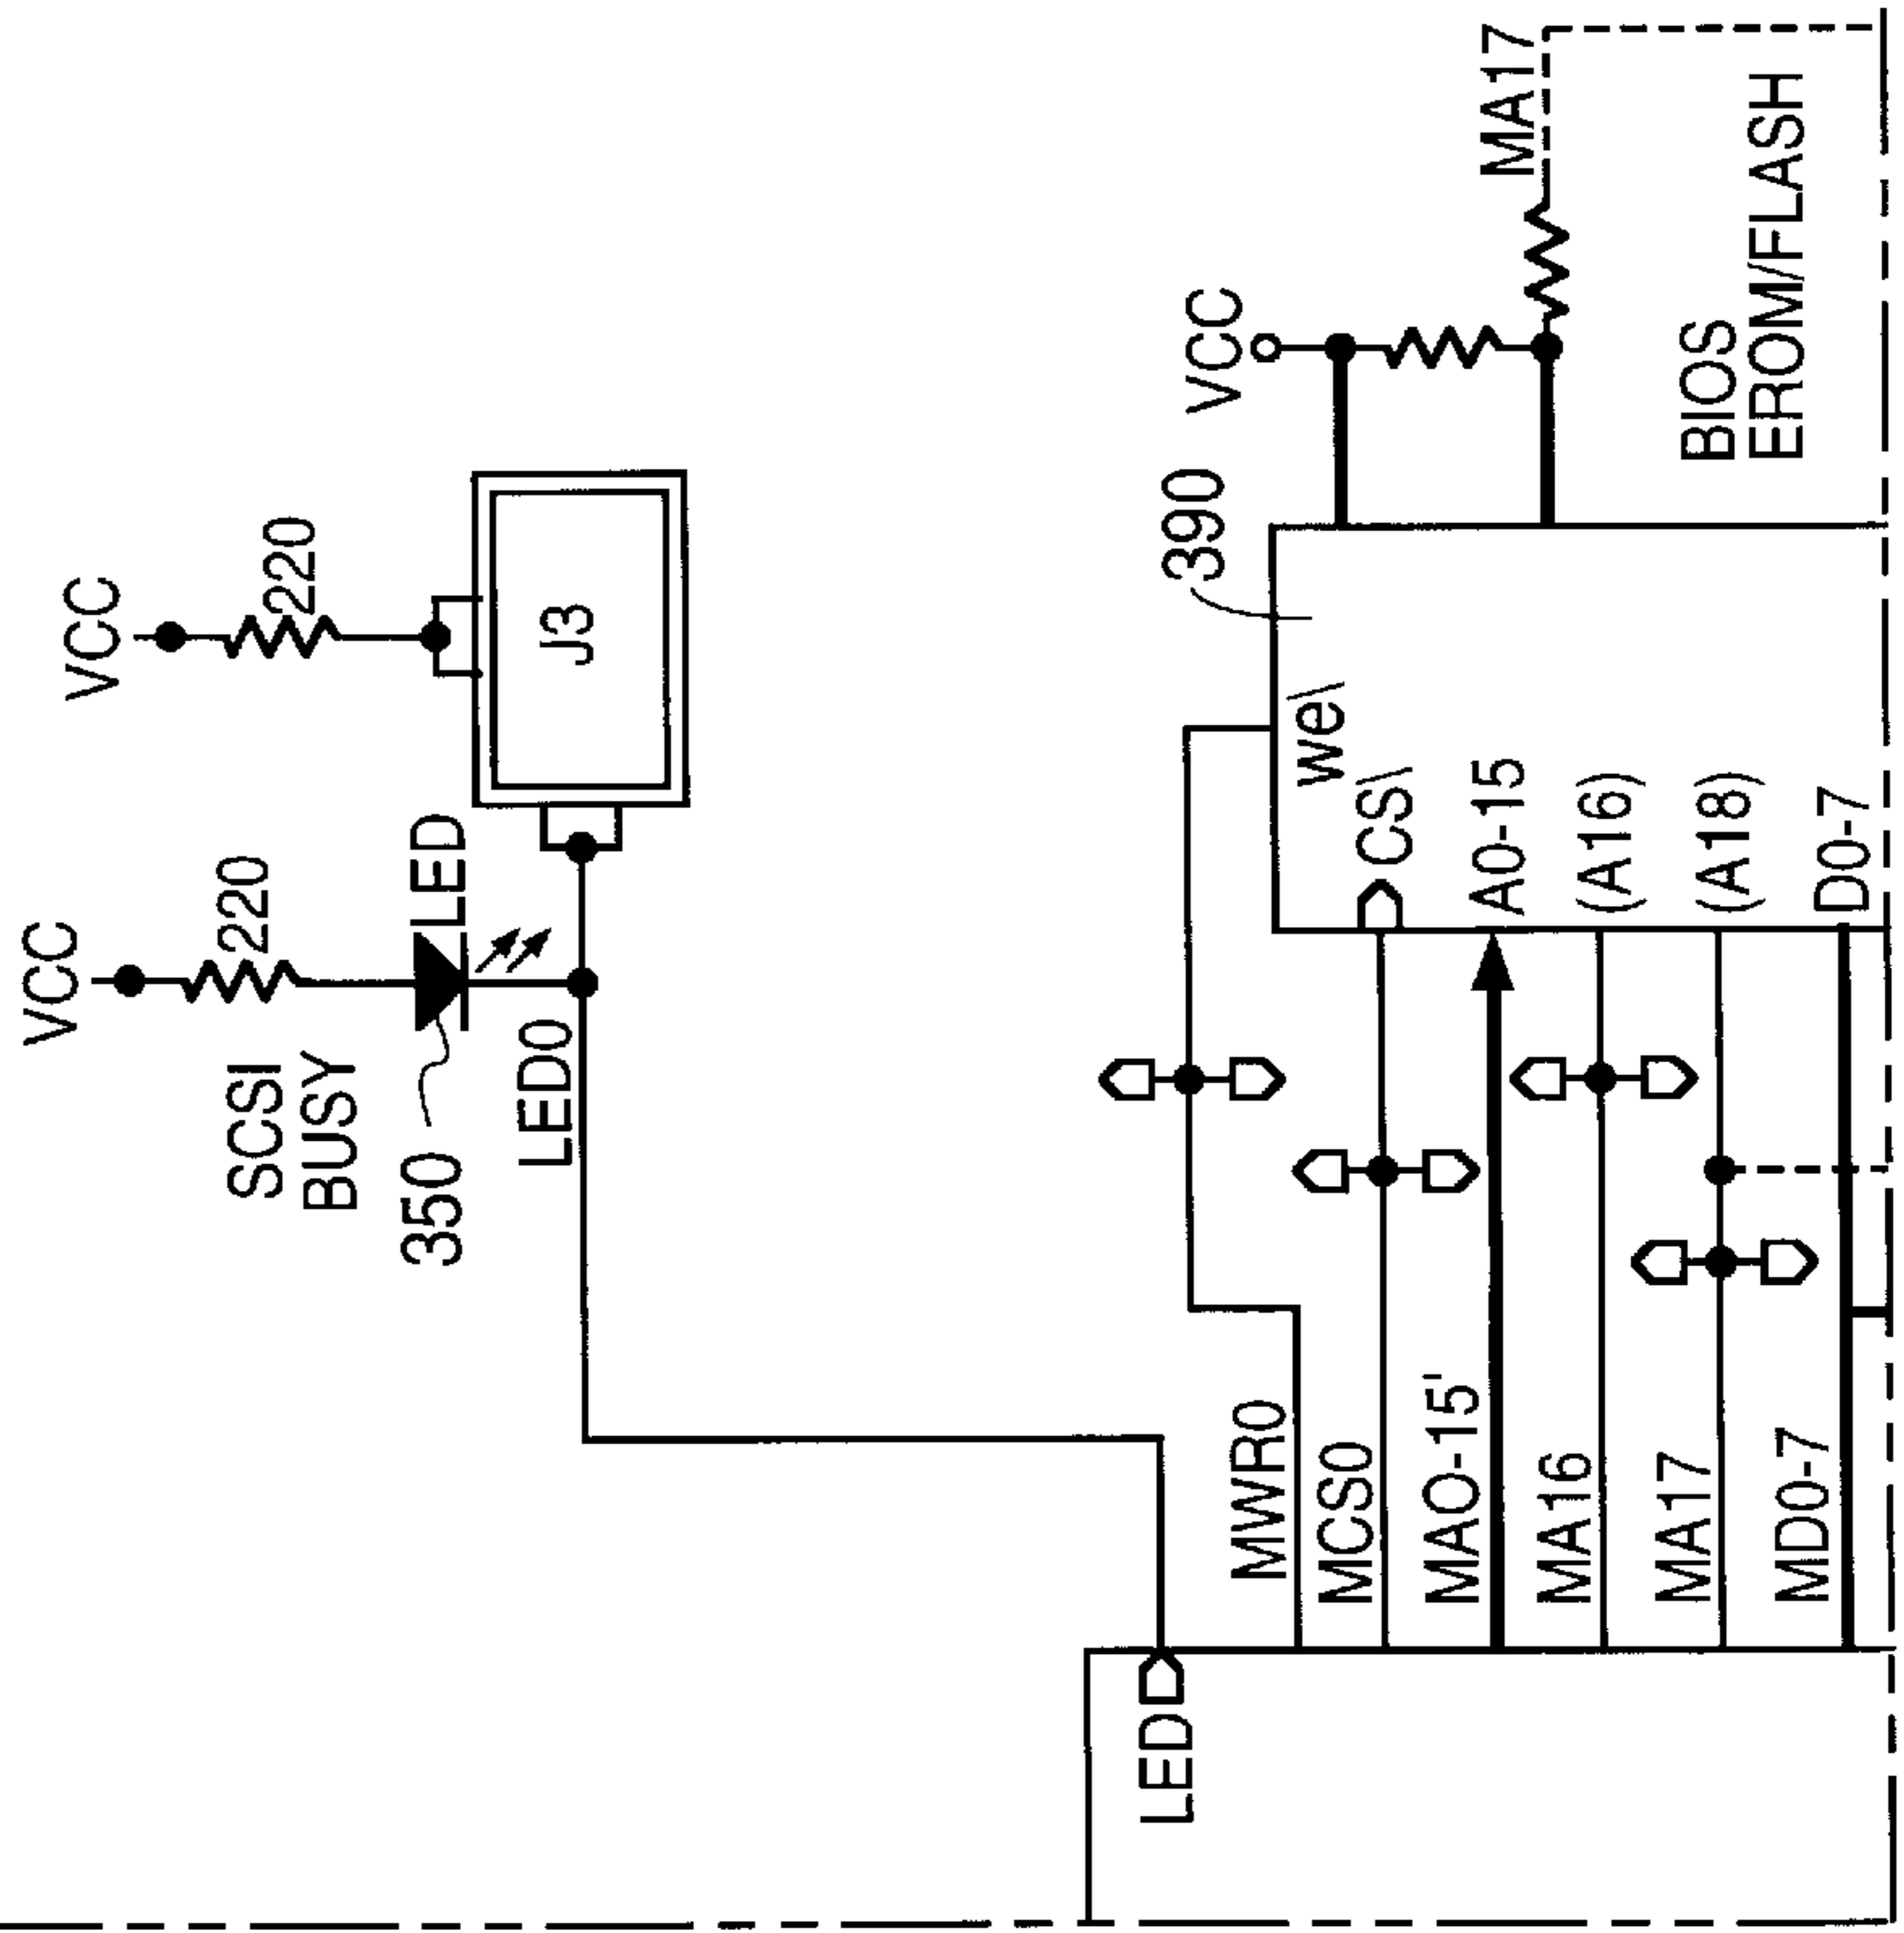 VCC
220
SCSI
BUSY
LED
350
LED0
VCC
220
J3
LED
MWR0
MCS0
MAO-15'
MA16
MA17
MD0-7
390
we\
CS\
A0-15
(A16)
(A18)
D0-7
VCC
MA17
BIOS
EROM/FLASH